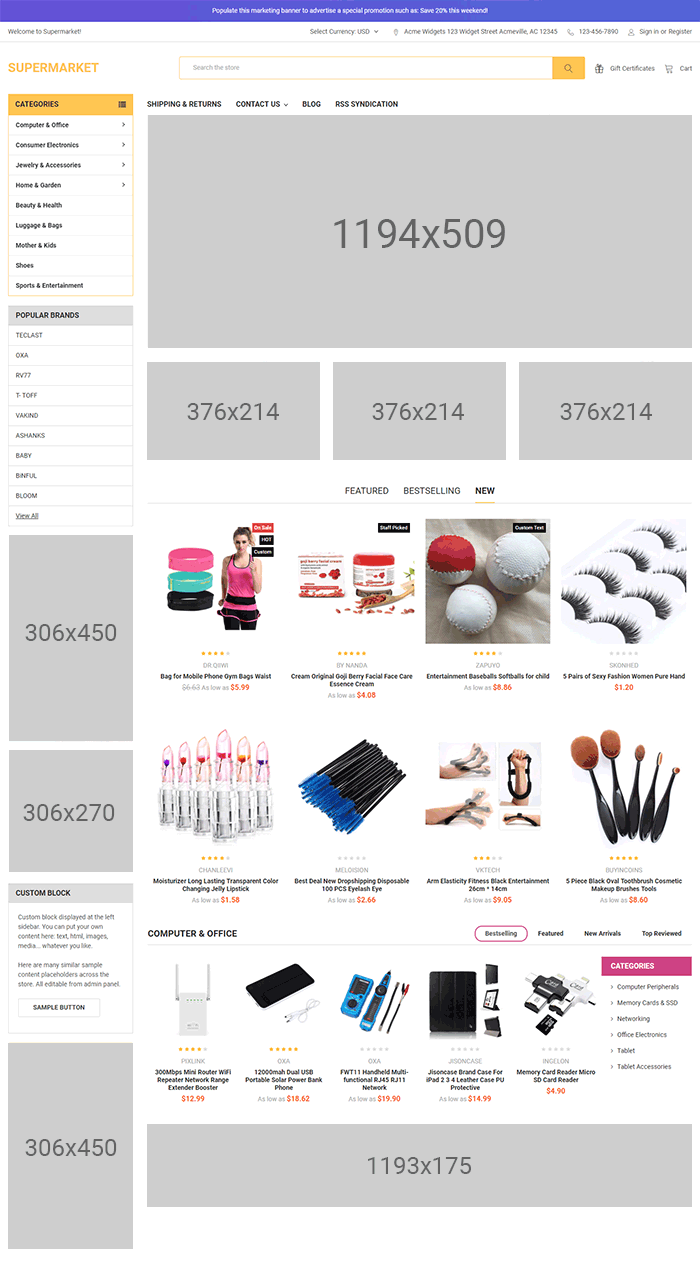 Populate this marketing banner to advertise a special promotion such as: Save 20% this weekend!
Welcome to Supermarket!
Select Currency: USD
Acme Widgets 123 Widget Street Acmeville, AC 12345
123-456-7890
Sign in or Register
SUPERMARKET
Search the store
Gift Certificates
Cart
CATEGORIES
Computer & Office
Consumer Electronics
Jewelry & Accessories
Home & Garden
Beauty & Health
Luggage & Bags
Mother & Kids
Shoes
Sports & Entertainment
POPULAR BRANDS
TECLAST
OXA
RV77
T- TOFF
VAKIND
ASHANKS
BABY
BINFUL
BLOOM
View All
306x450
306x270
CUSTOM BLOCK
Custom block displayed at the left
sidebar. You can put your own
content here: text, html, images,
media... whatever you like.
Here are many similar sample
content placeholders across the
store. All editable from admin panel.
SAMPLE BUTTON
306x450
SHIPPING & RETURNS
CONTACT US
BLOG
RSS SYNDICATION
1194x509
376x214
376x214
376x214
FEATURED
BESTSELLING
NEW
On Sale
HOT
Custom
DR.QIIWI
Bag for Mobile Phone Gym Bags Waist
$6.63 As low as $5.99
Staff Picked
goji berry facial cream
BY NANDA
Cream Original Goji Berry Facial Face Care
Essence Cream
As low as $4.08
Custom Text
ZAPUYO
Entertainment Baseballs Softballs for child
As low as $8.86
SKONHED
5 Pairs of Sexy Fashion Women Pure Hand
$1.20
CHANLEEVI
Moisturizer Long Lasting Transparent Color
Changing Jelly Lipstick
As low as $1.58
MELOISION
Best Deal New Dropshipping Disposable
100 PCS Eyelash Eye
As low as $2.66
VKTECH
Arm Elasticity Fitness Black Entertainment
26cm * 14cm
As low as $9.05
BUYINCOINS
5 Piece Black Oval Toothbrush Cosmetic
Makeup Brushes Tools
As low as $8.60
COMPUTER & OFFICE
Bestselling
Featured
New Arrivals
Top Reviewed
PIXLINK
300Mbps Mini Router WiFi
Repeater Network Range
Extender Booster
$12.99
OXA
12000mah Dual USB
Portable Solar Power Bank
Phone
As low as $18.62
OXA
FWT11 Handheld Multi-
functional RJ45 RJ11
Network
As low as $19.90
JISONCASE
Jisoncase Brand Case For
iPad 2 3 4 Leather Case PU
Protective
As low as $14.99
INGELON
Memory Card Reader Micro
SD Card Reader
$4.90
CATEGORIES
Computer Peripherals
Memory Cards & SSD
Networking
Office Electronics
Tablet
Tablet Accessories
1193x175